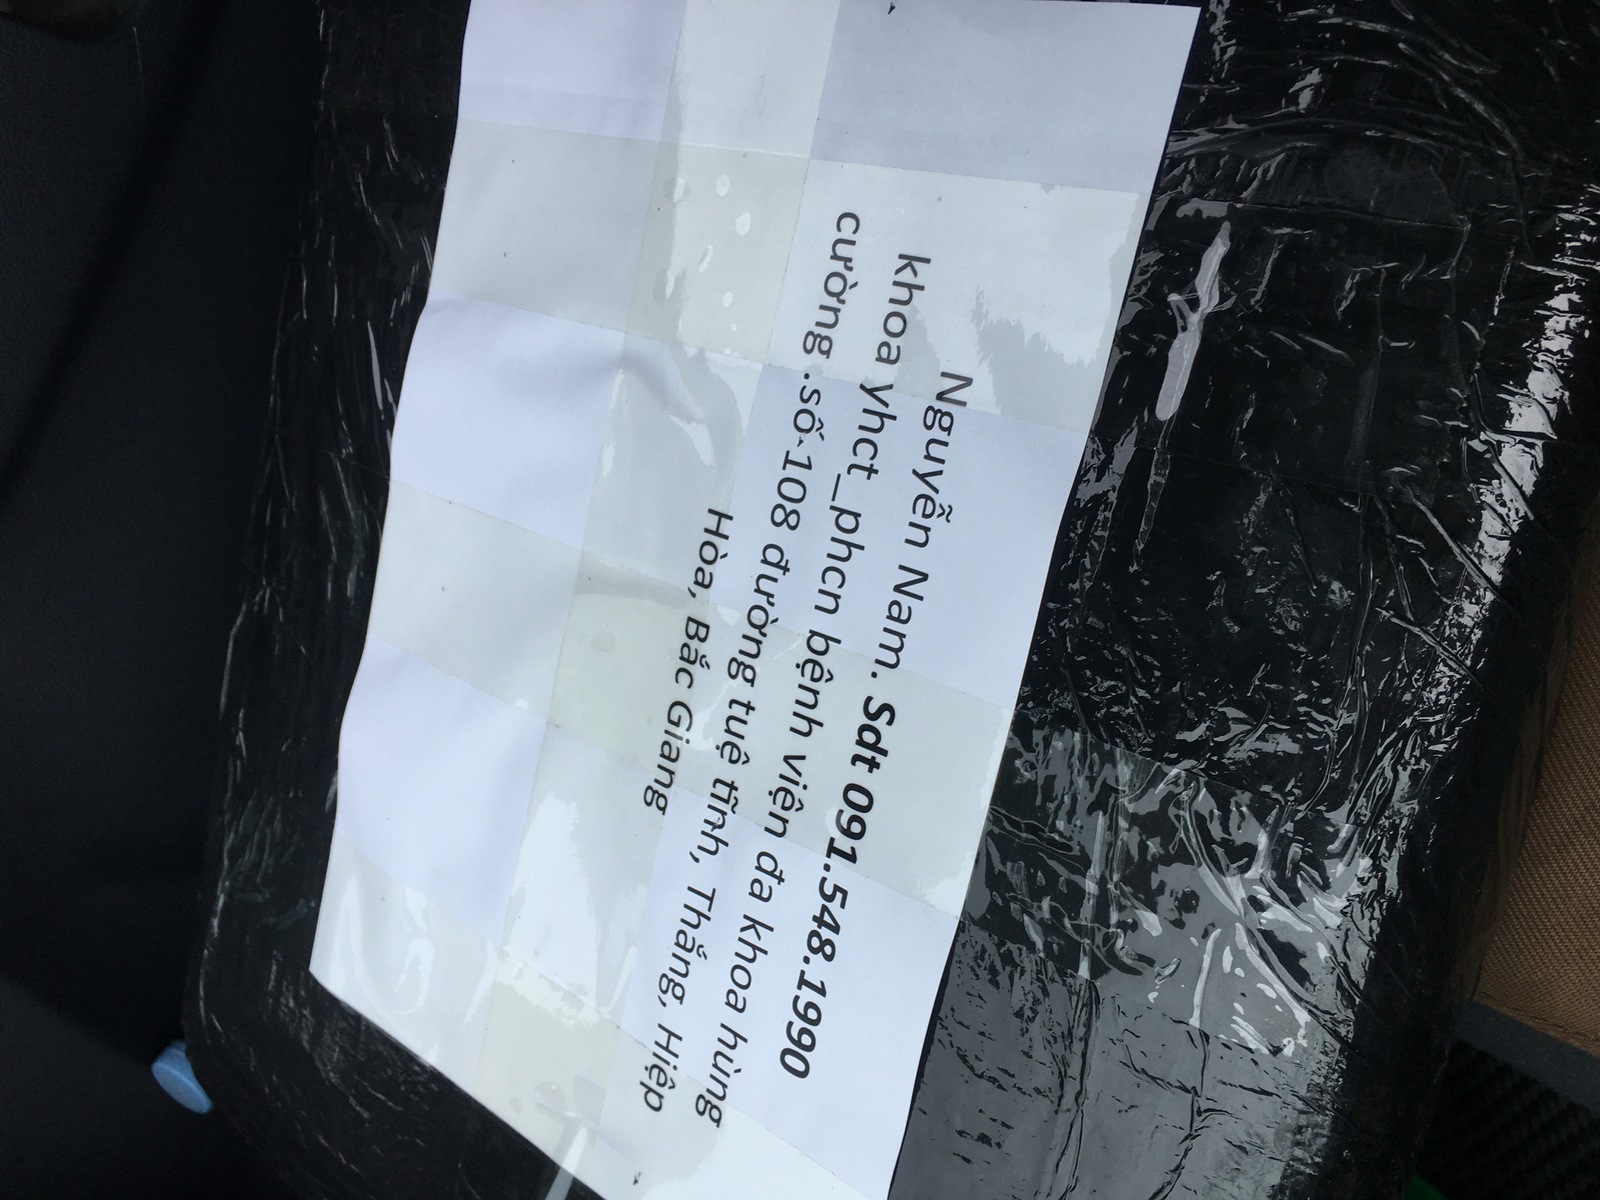 Nguyễn Nam. Sdt 091.548.1990
khoa yhct_phcn bệnh viện đa khoa hùng
cường .số 108 đường tuệ tĩnh, Thắng, Hiệp
Hòa, Bắc Giang